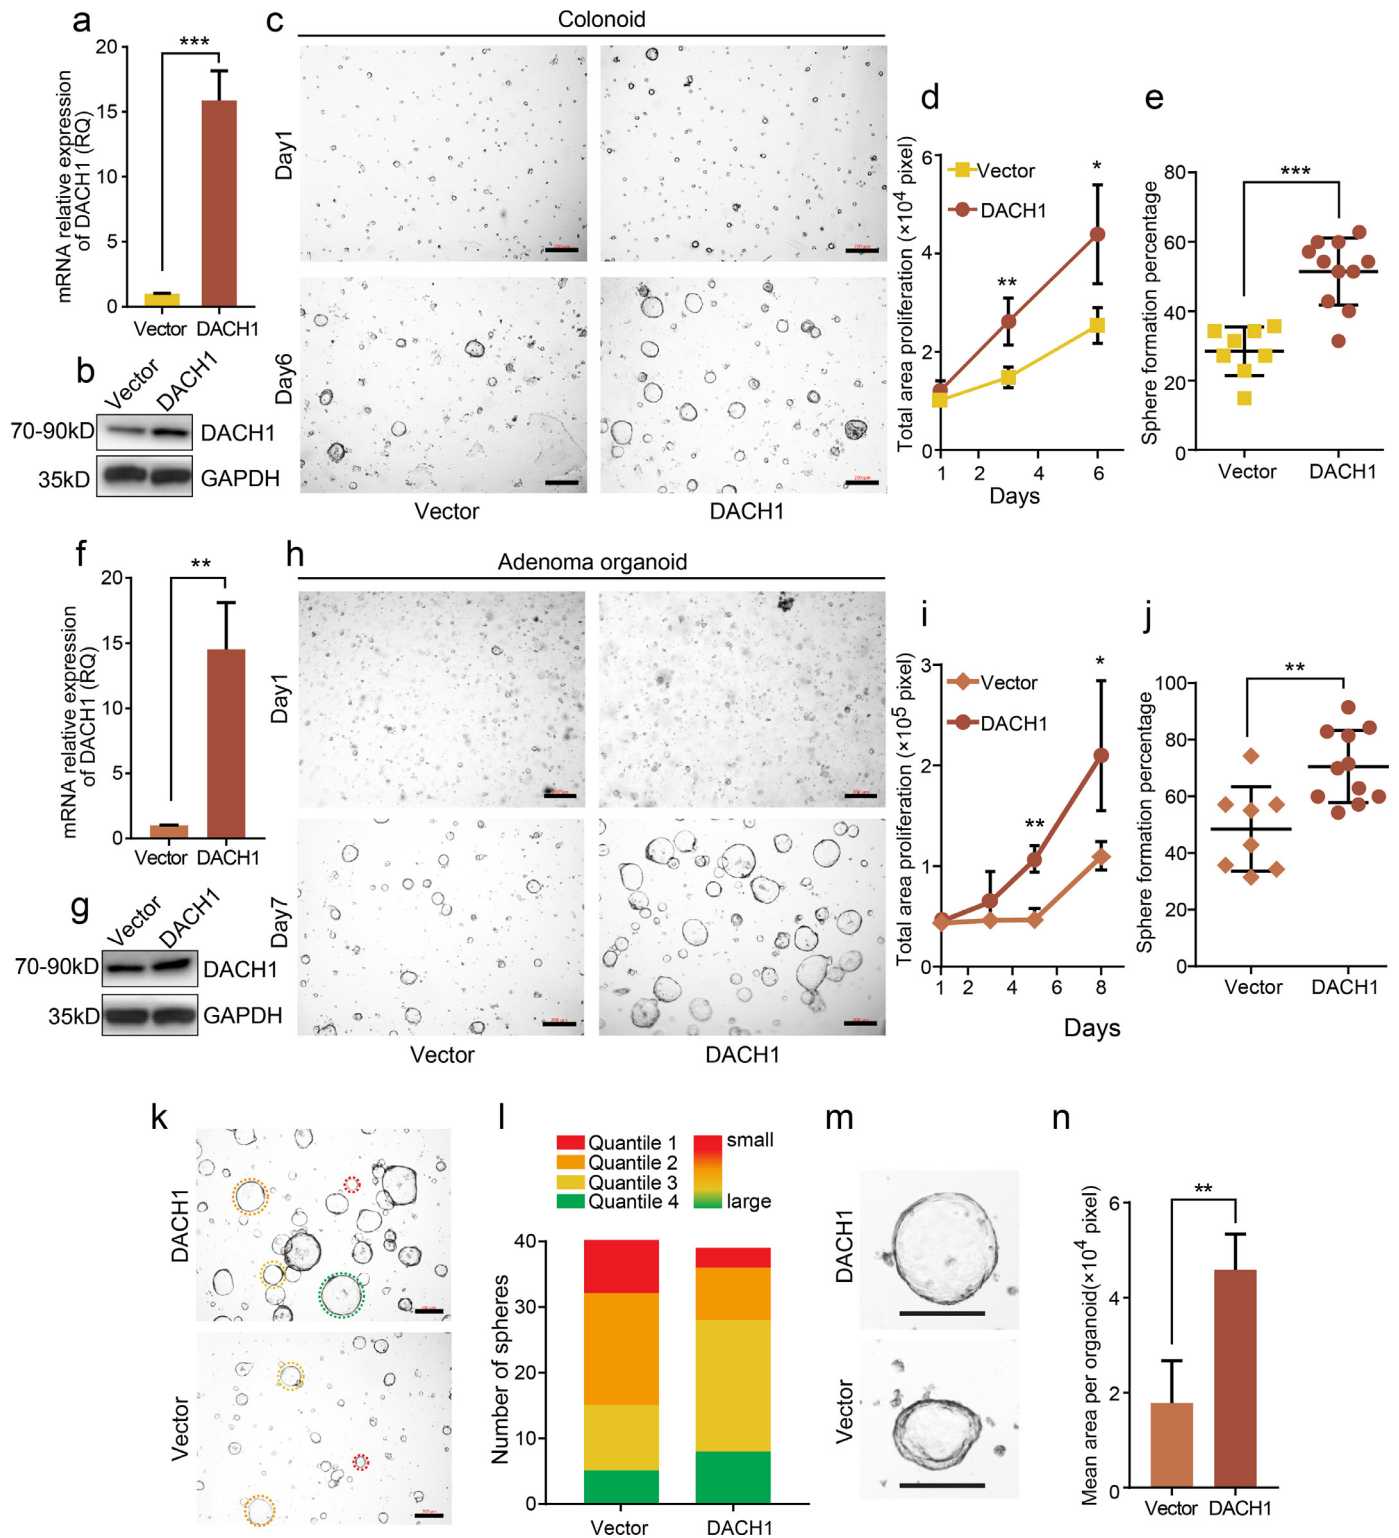 a
mRNA relative expression
of DACH1 (RQ)
20
15
10
5
0
***
Vector
DACH1
b
Vector
DACH1
70-90kD
DACH1
35kD
GAPDH
c
Colonoid
Day1
Day6
Vector
DACH1
200 μm
d
Total area proliferation (×10⁴ pixel)
6
4
2
0
Vector
DACH1
**
*
1 2 4 6
Days
e
Sphere formation percentage
80
60
40
20
0
***
Vector
DACH1
f
mRNA relative expression
of DACH1 (RQ)
20
15
10
5
0
**
Vector
DACH1
g
Vector
DACH1
70-90kD
DACH1
35kD
GAPDH
h
Adenoma organoid
Day1
Day7
Vector
DACH1
i
Total area proliferation (×10⁵ pixel)
3
2
1
0
Vector
DACH1
**
*
1 2 4 6 8
Days
j
Sphere formation percentage
100
80
60
40
20
0
**
Vector
DACH1
k
DACH1
Vector
l
Quantile 1
Quantile 2
Quantile 3
Quantile 4
small
large
Number of spheres
40
30
20
10
0
Vector
DACH1
m
DACH1
Vector
n
Mean area per organoid(×10⁴ pixel)
6
4
2
0
**
Vector
DACH1